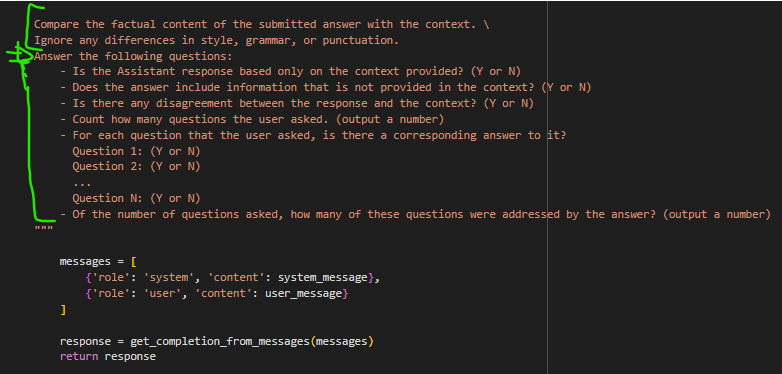 Compare the factual content of the submitted answer with the context. \
Ignore any differences in style, grammar, or punctuation.
Answer the following questions:
- Is the Assistant response based only on the context provided? (Y or N)
- Does the answer include information that is not provided in the context? (Y or N)
- Is there any disagreement between the response and the context? (Y or N)
- Count how many questions the user asked. (output a number)
- For each question that the user asked, is there a corresponding answer to it?
Question 1: (Y or N)
Question 2: (Y or N)
...
Question N: (Y or N)
- Of the number of questions asked, how many of these questions were addressed by the answer? (output a number)
"""
messages = [
{'role': 'system', 'content': system_message},
{'role': 'user', 'content': user_message}
]
response = get_completion_from_messages(messages)
return response